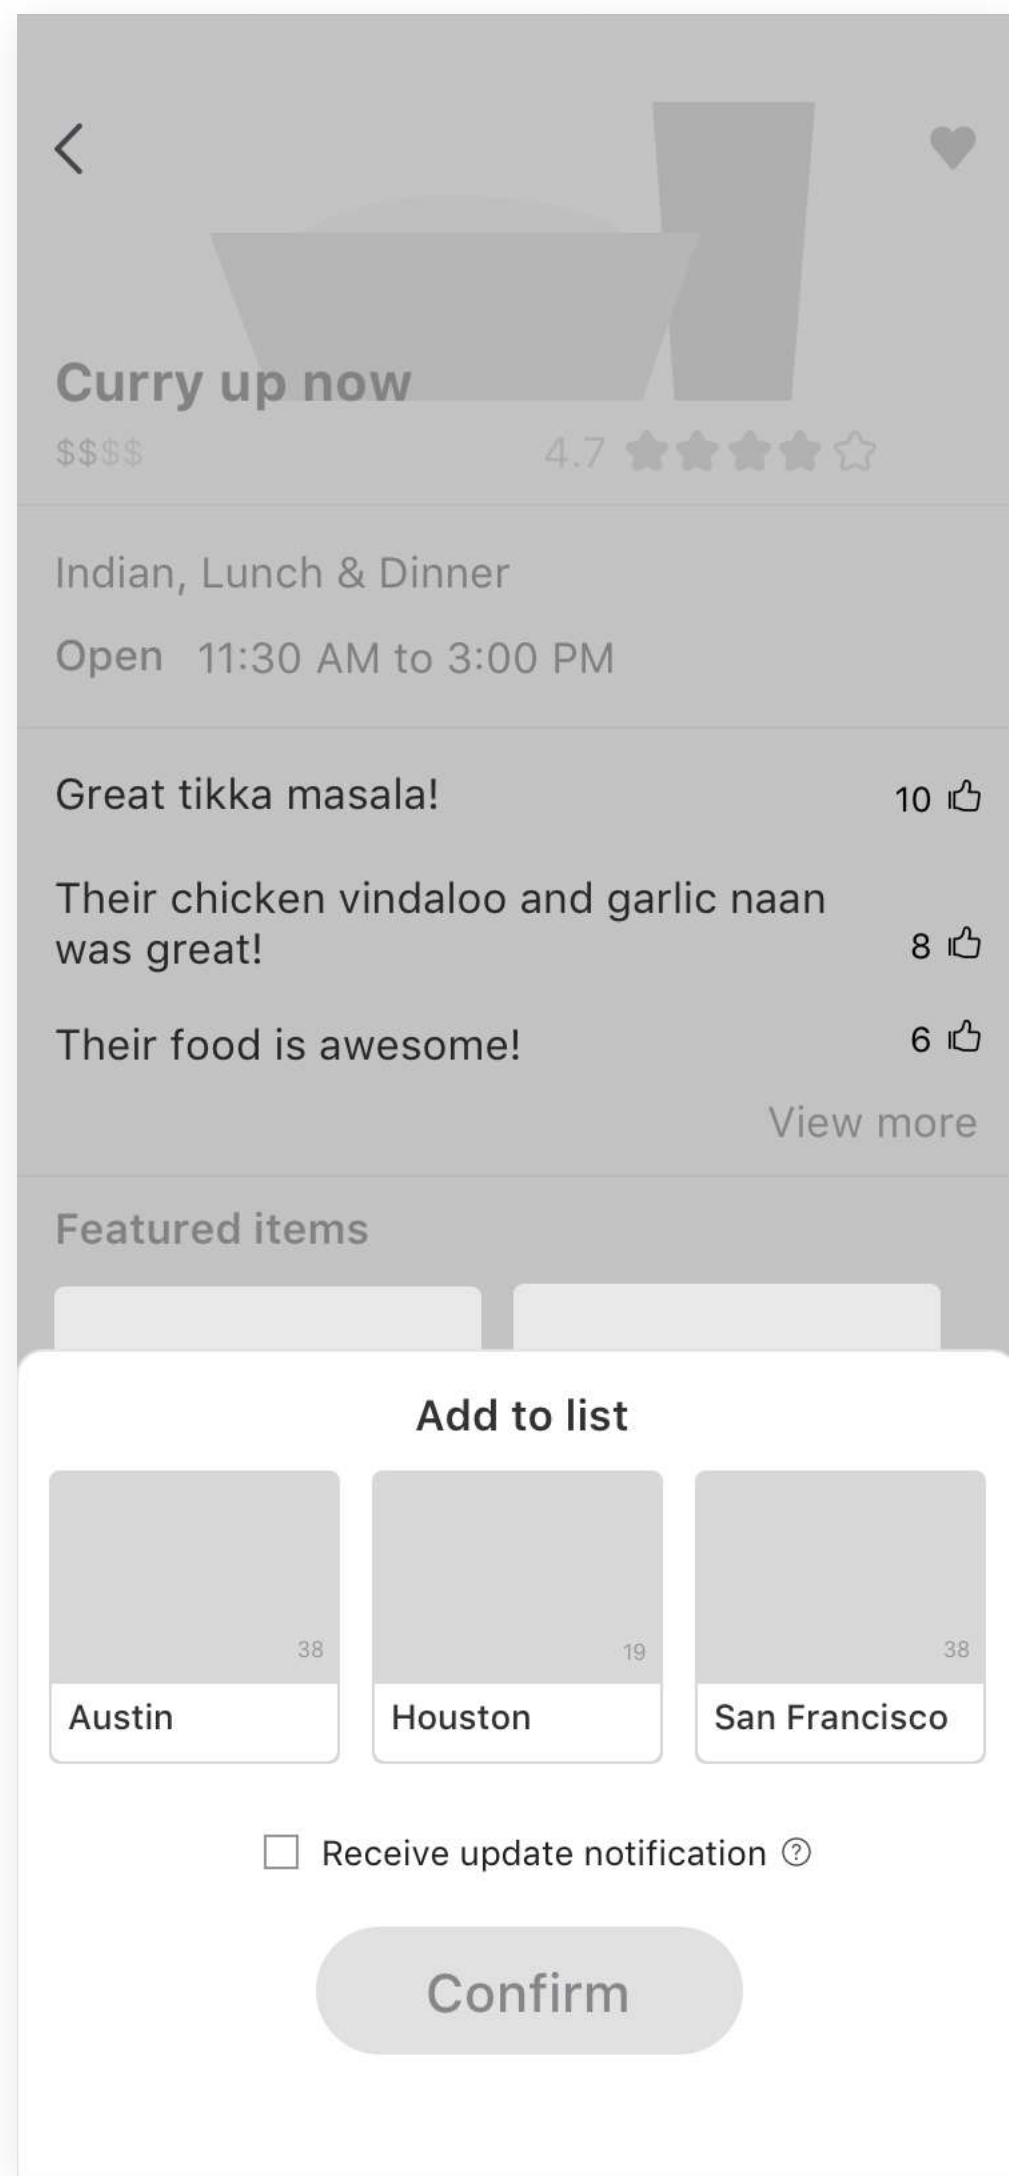 Curry up now
$$$$
4.7
Indian, Lunch & Dinner
Open 11:30 AM to 3:00 PM
Great tikka masala!
10
Their chicken vindaloo and garlic naan
was great!
8
Their food is awesome!
6
View more
Featured items
Add to list
38
19
38
Austin
Houston
San Francisco
Receive update notification ?
Confirm